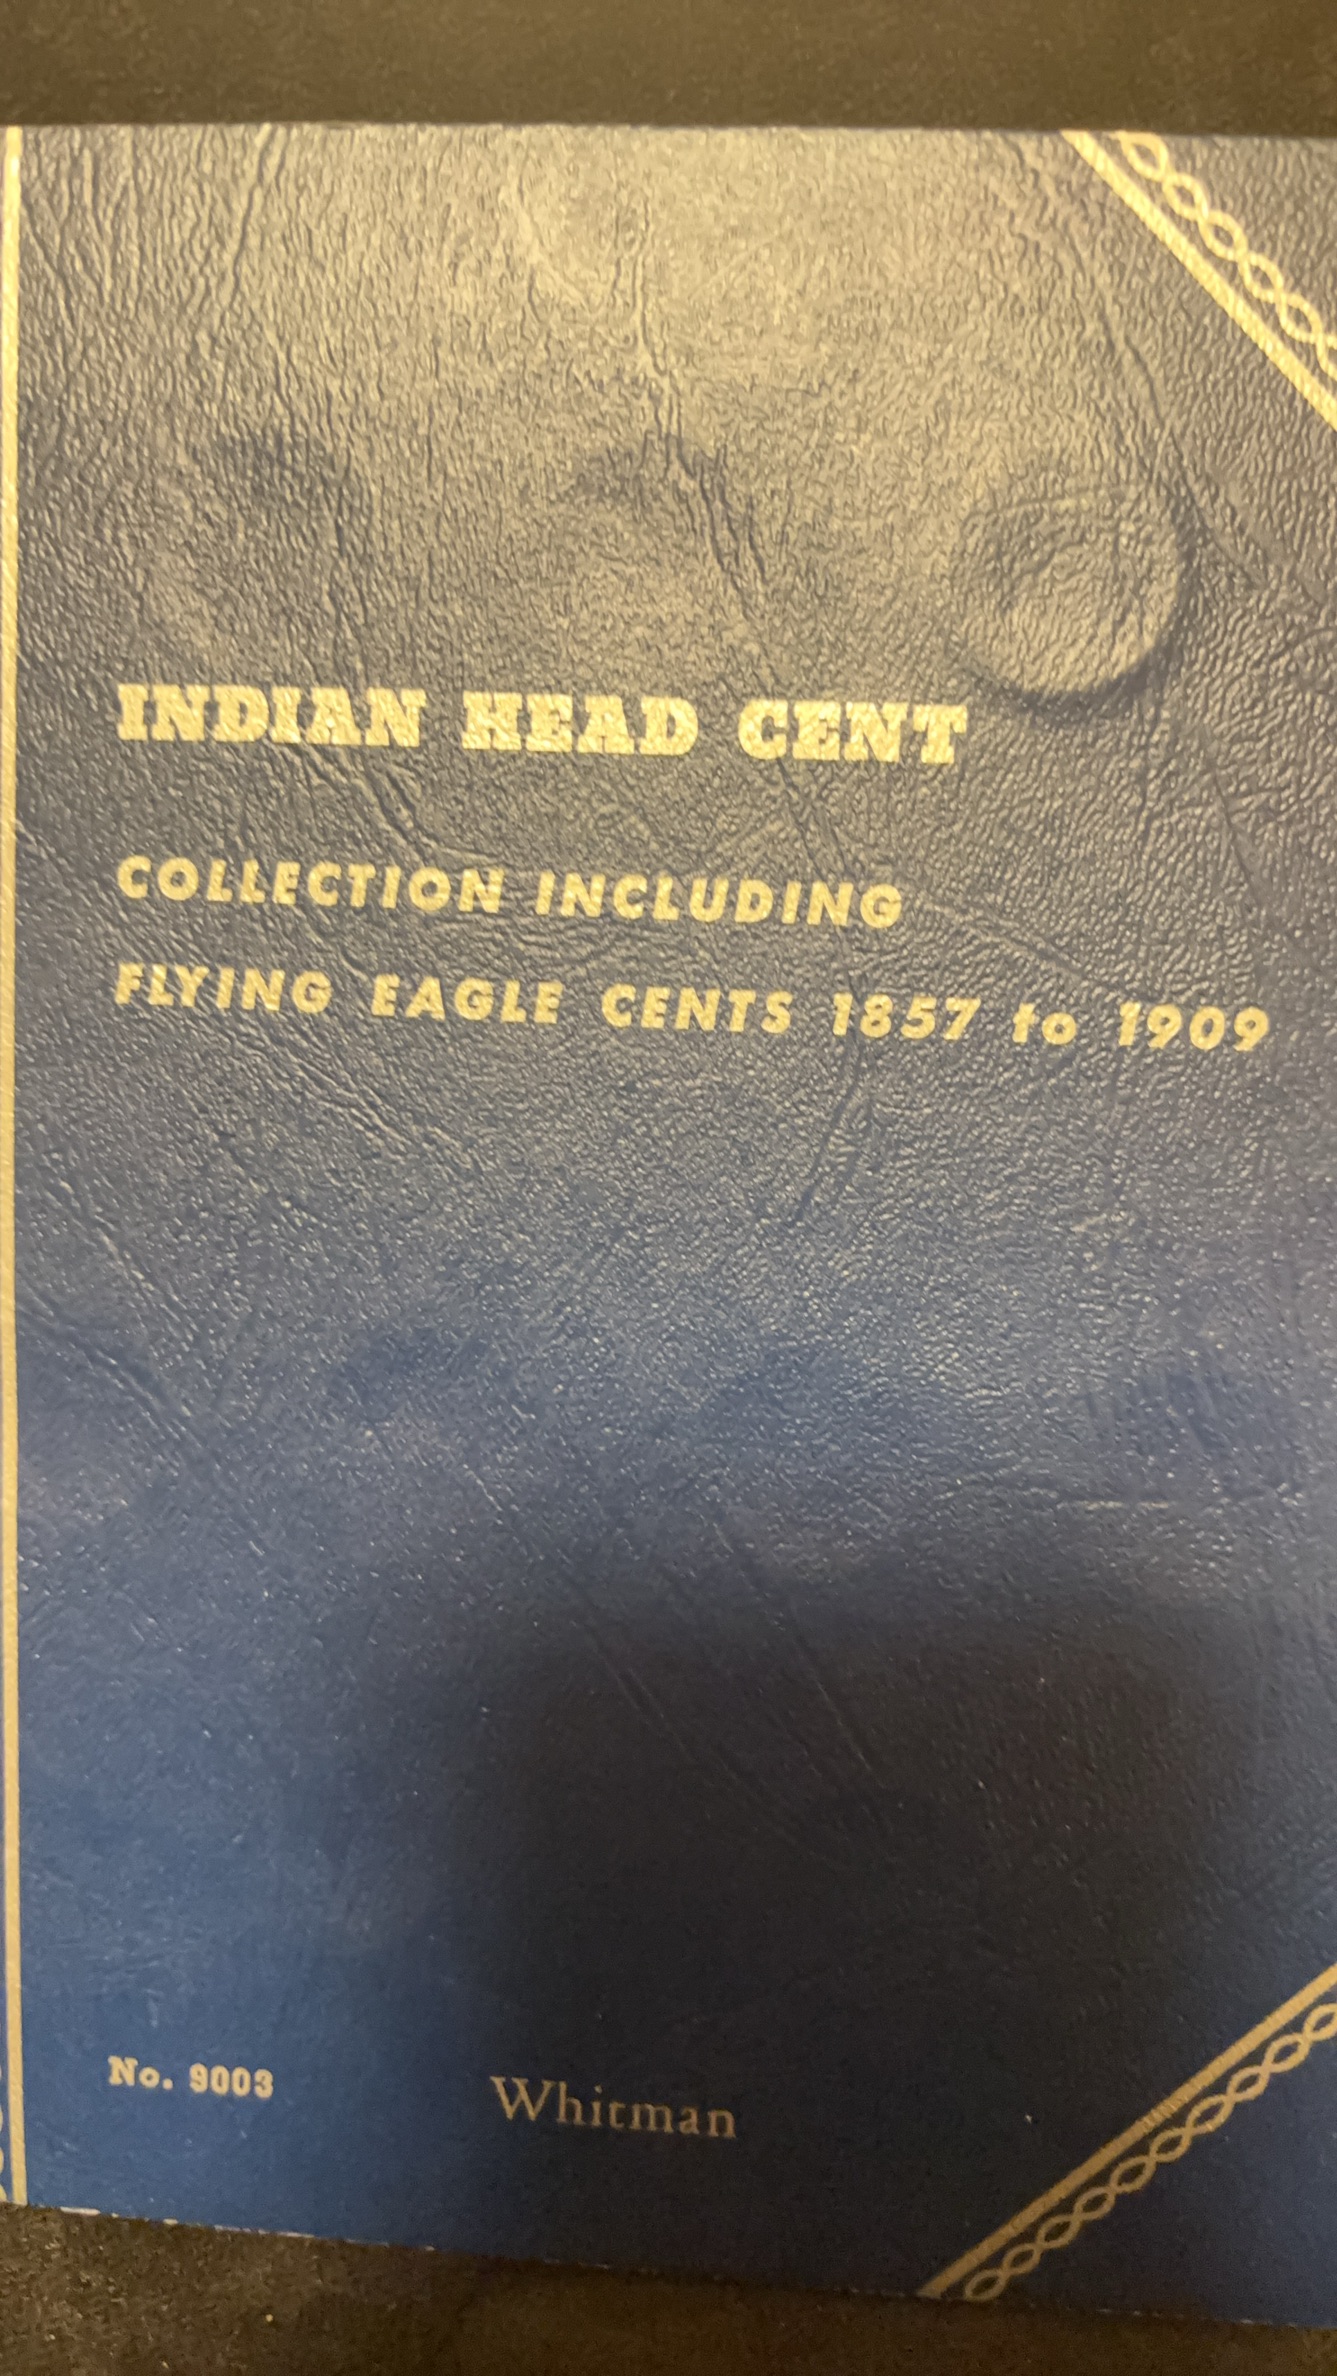 INDIAN HEAD CENT
COLLECTION INCLUDING
FLYING EAGLE CENTS 1857 to 1909
No. 9003
Whitman